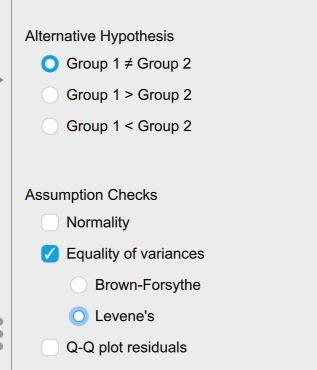 Alternative Hypothesis
Group 1 ≠ Group 2
Group 1 > Group 2
Group 1 < Group 2
Assumption Checks
Normality
Equality of variances
Brown-Forsythe
Levene's
Q-Q plot residuals